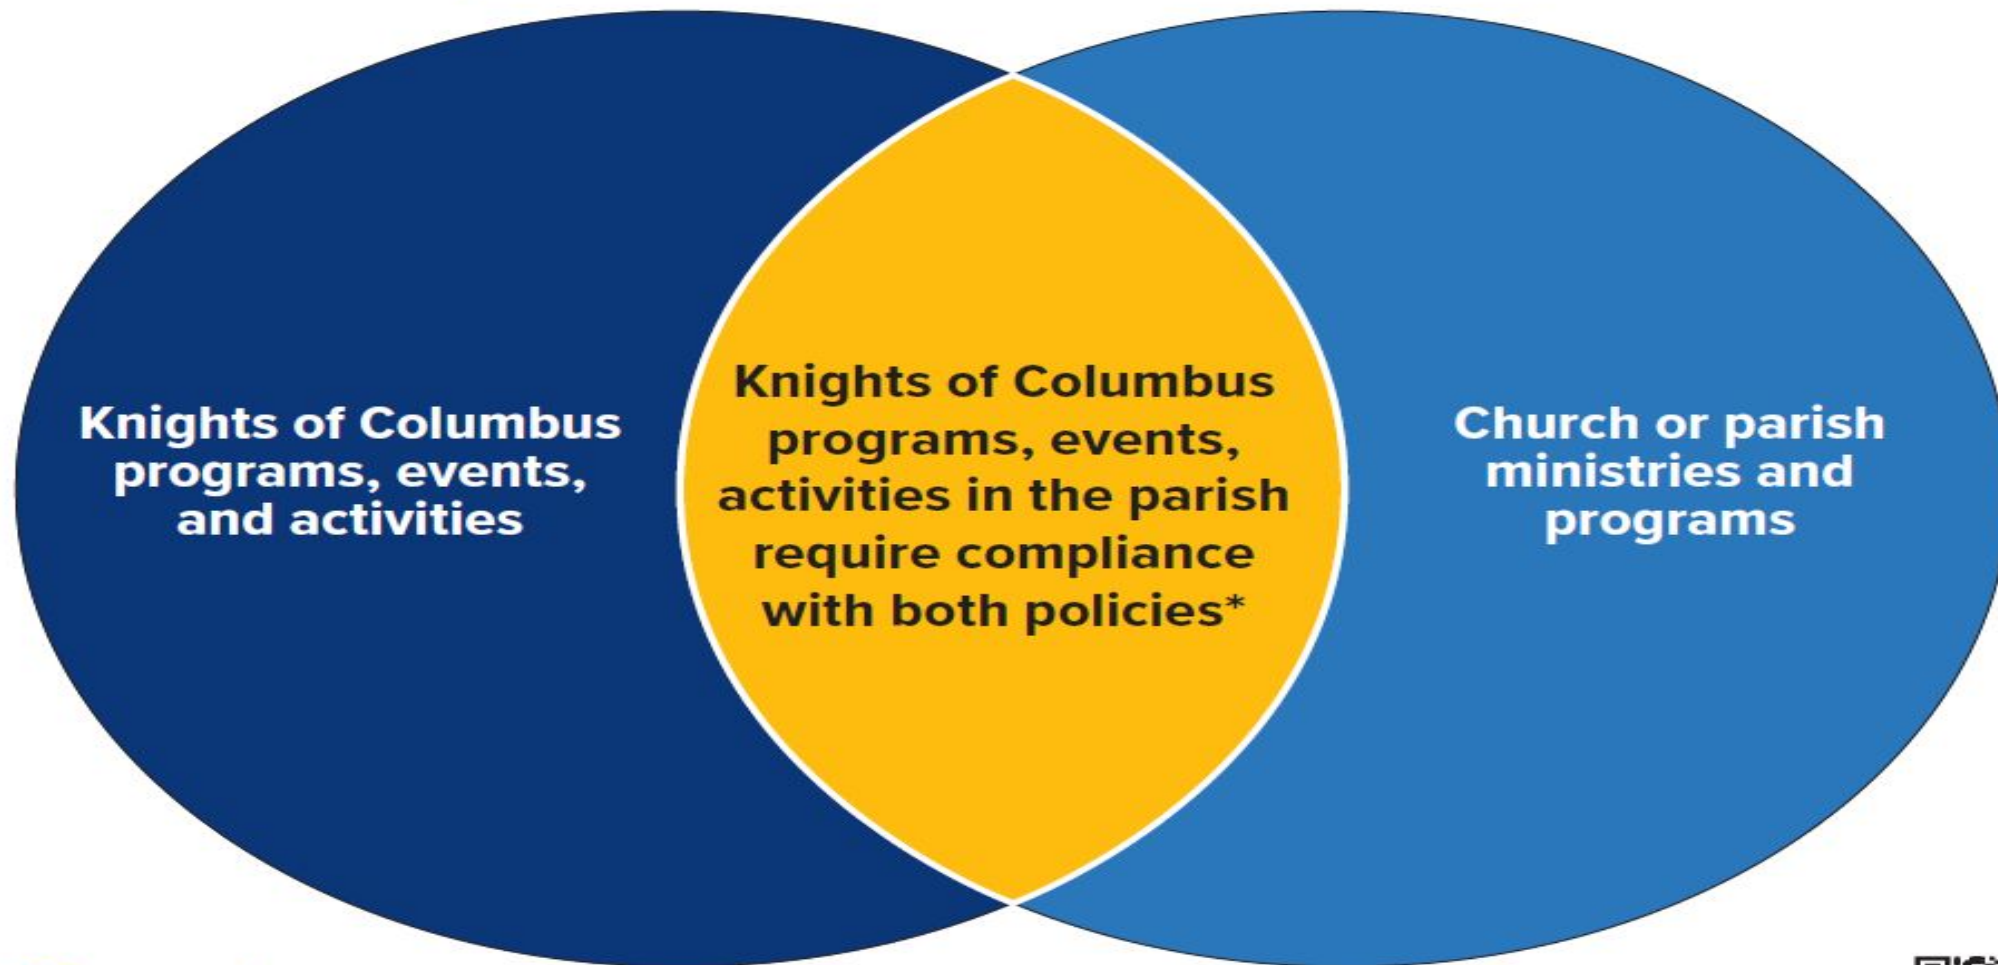 Knights of Columbus
programs, events,
and activities
Knights of Columbus
programs, events,
activities in the parish
require compliance
with both policies*
Church or parish
ministries and
programs